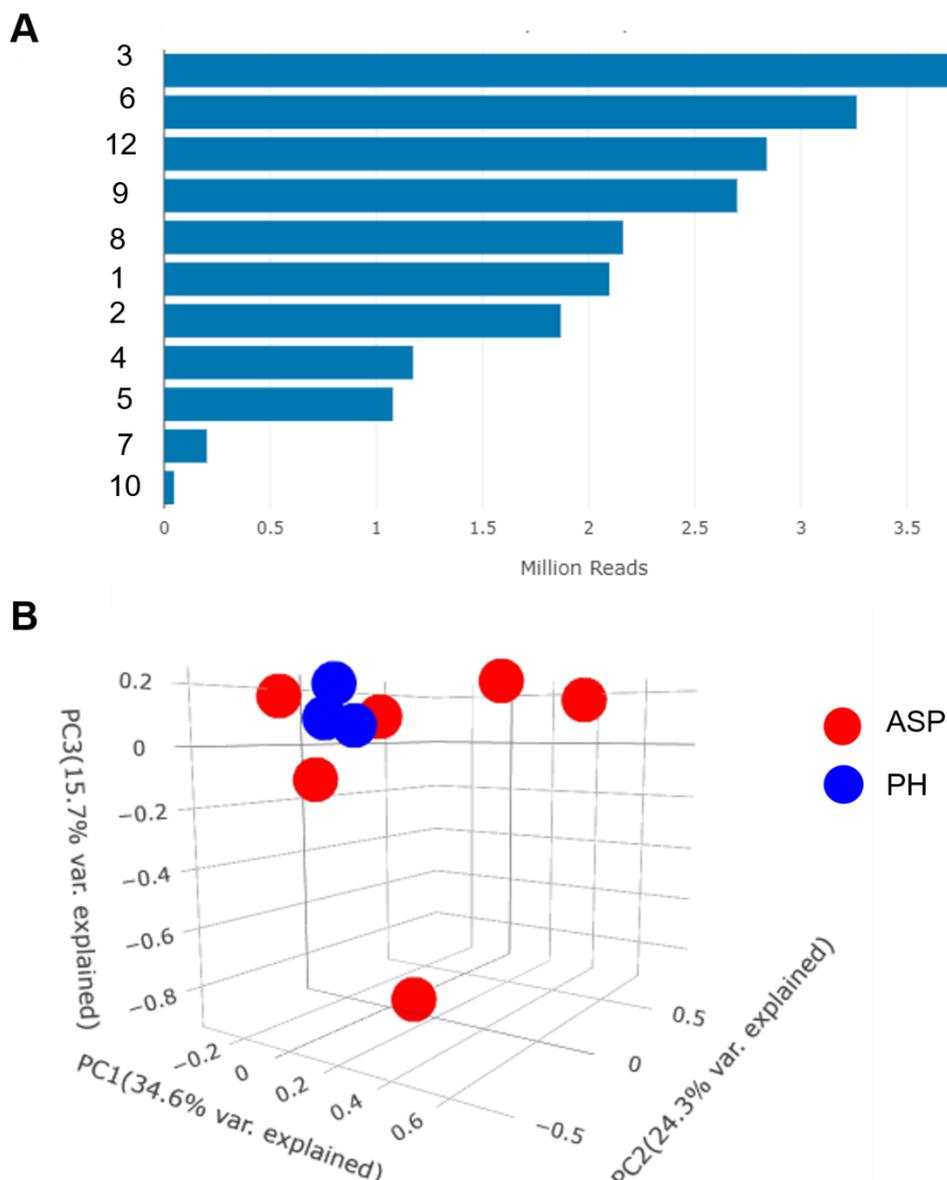 A
3
6
12
9
8
1
2
4
5
7
10
0 0.5 1 1.5 2 2.5 3 3.5
Million Reads
B
0.2
0
−0.2
−0.4
−0.6
−0.8
PC3(15.7% var. explained)
ASP
PH
−0.2
0
0.2
0.4
0.6
PC1(34.6% var. explained)
0.5
0
−0.5
PC2(24.3% var. explained)